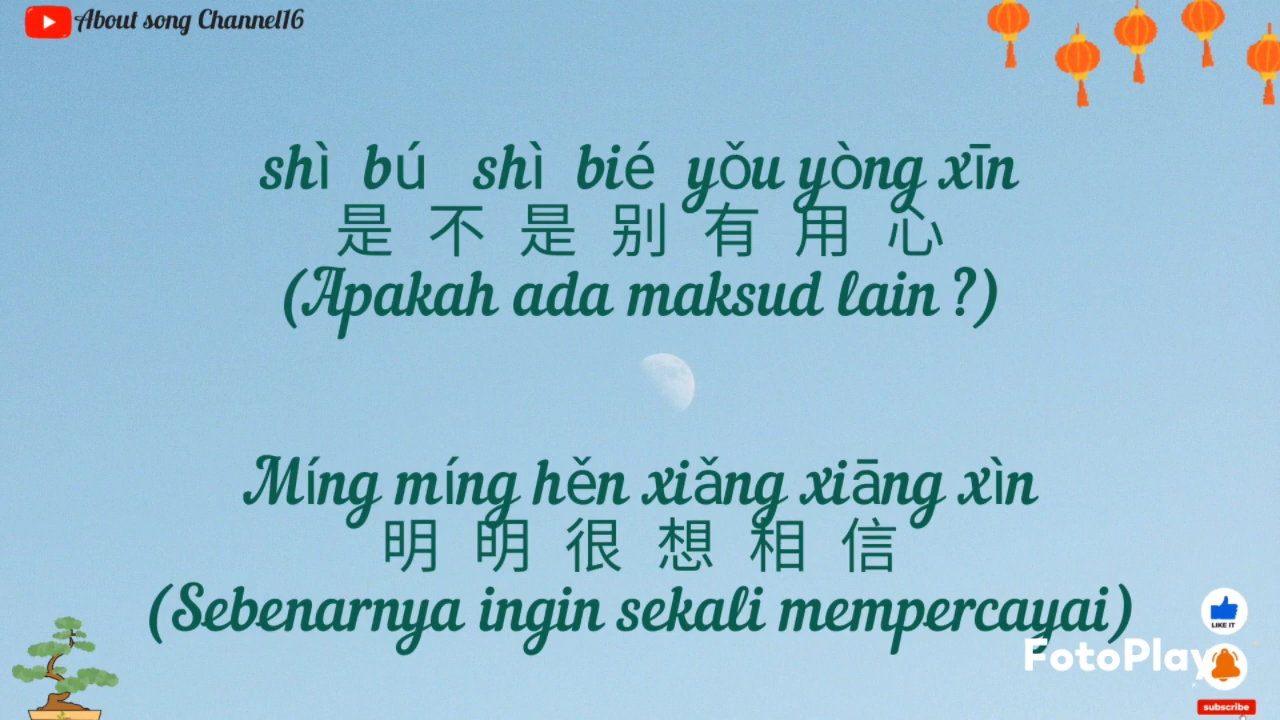 About song Channel16
shì bú shì bié yǒu yòng xīn
是 不 是 别 有 用 心
(Apakah ada maksud lain ?)
Míng míng hěn xiǎng xiāng xìn
明 明 很 想 相 信
(Sebenarnya ingin sekali mempercayai)
LIKE IT
FotoPlay
subscribe